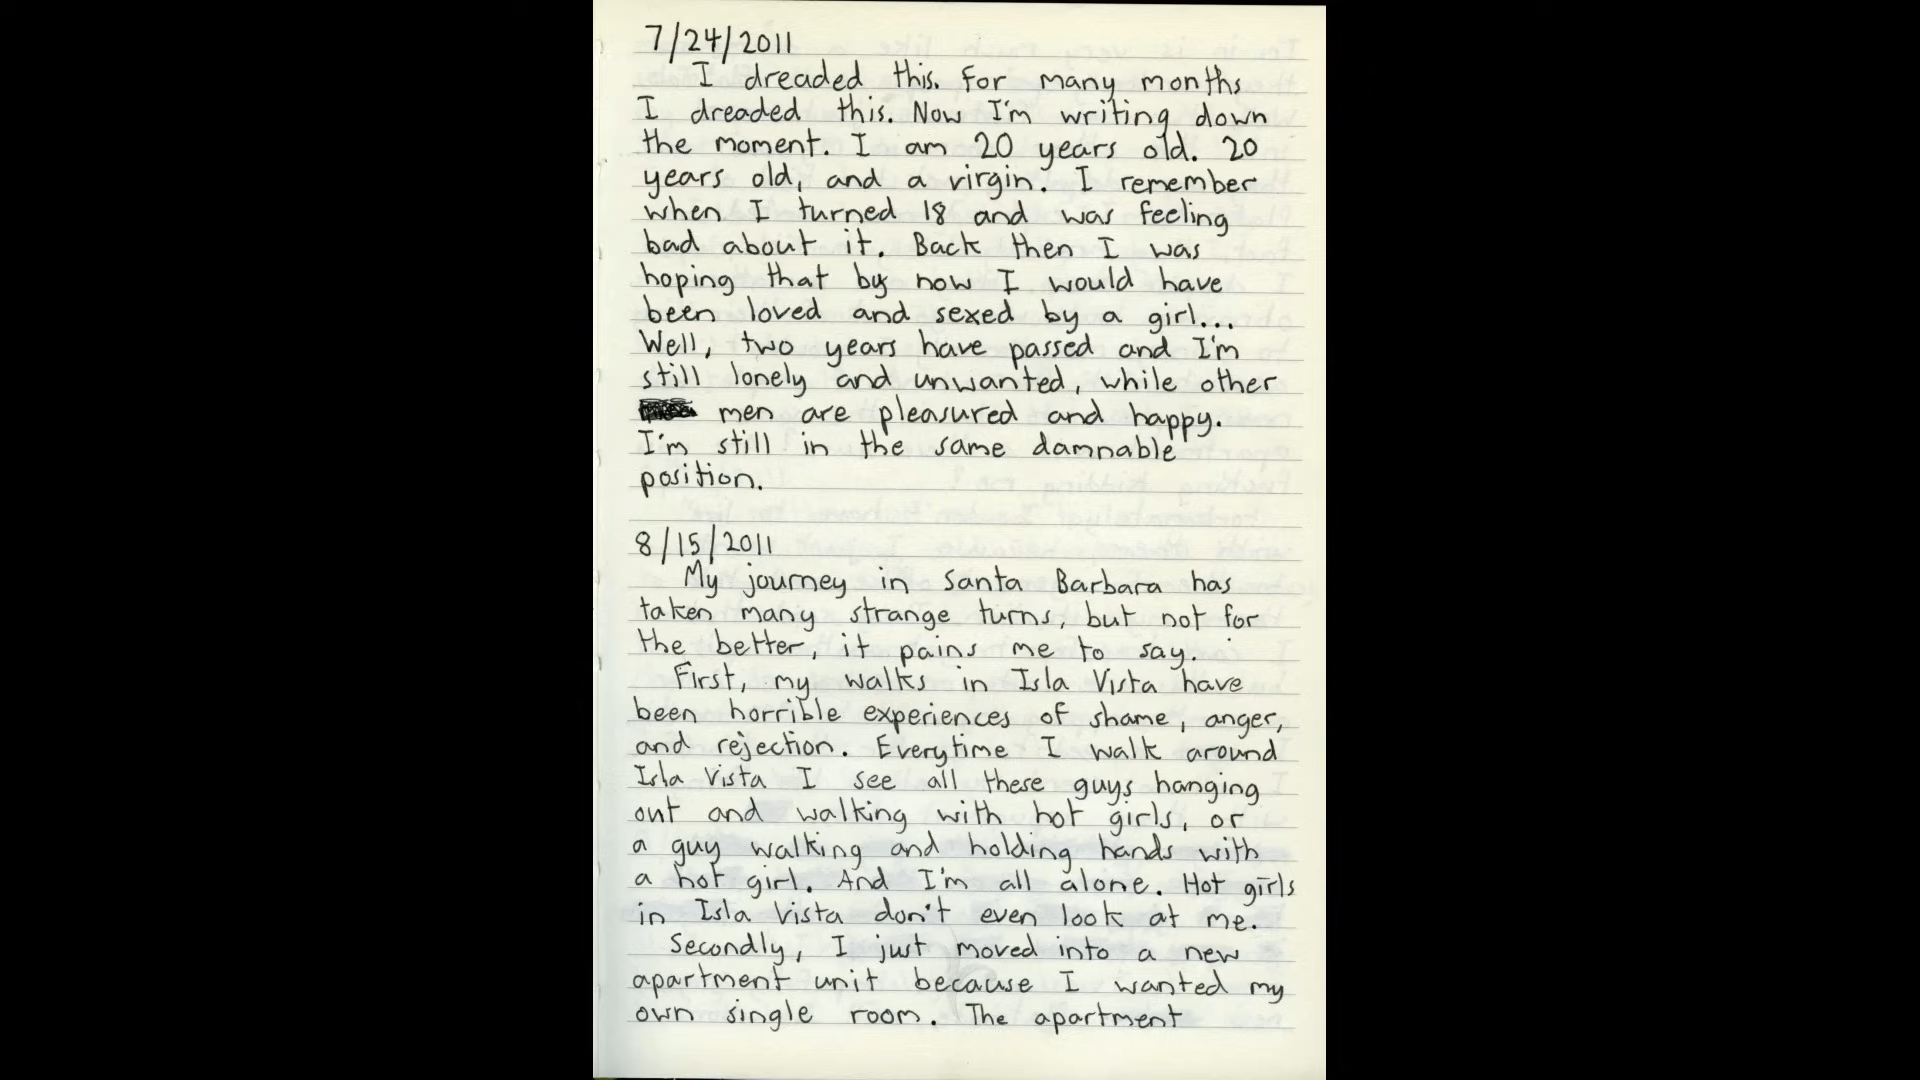 7/24/2011
I dreaded this. For many months
I dreaded this. Now I'm writing down
the moment. I am 20 years old. 20
years old, and a virgin. I remember
when I turned 18 and was feeling
bad about it. Back then I was
hoping that by now I would have
been loved and sexed by a girl...
Well, two years have passed and I'm
still lonely and unwanted, while other
men are pleasured and happy.
I'm still in the same damnable
position.
8/15/2011
My journey in Santa Barbara has
taken many strange turns, but not for
the better, it pains me to say.
First, my walks in Isla Vista have
been horrible experiences of shame, anger,
and rejection. Everytime I walk around
Isla Vista I see all these guys hanging
out and walking with hot girls, or
a guy walking and holding hands with
a hot girl. And I'm all alone. Hot girls
in Isla Vista don't even look at me.
Secondly, I just moved into a new
apartment unit because I wanted my
own single room. The apartment